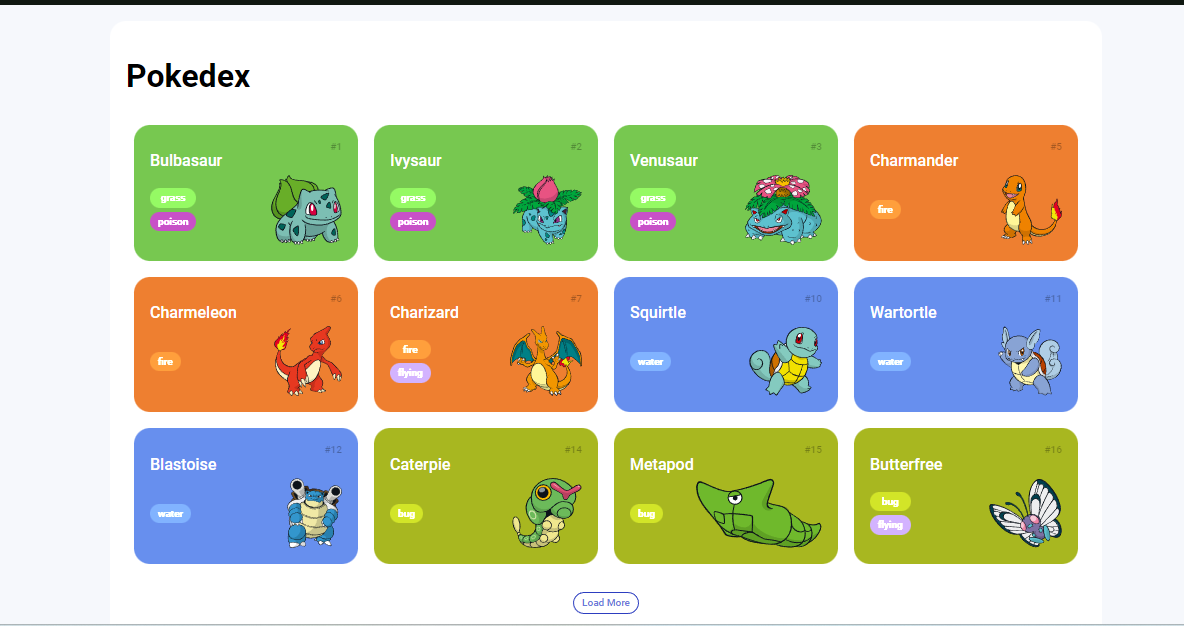 Pokedex
#1
Bulbasaur
grass
poison
#2
Ivysaur
grass
poison
#3
Venusaur
grass
poison
#5
Charmander
fire
#6
Charmeleon
fire
#7
Charizard
fire
flying
#10
Squirtle
water
#11
Wartortle
water
#12
Blastoise
water
#14
Caterpie
bug
#15
Metapod
bug
#16
Butterfree
bug
flying
Load More